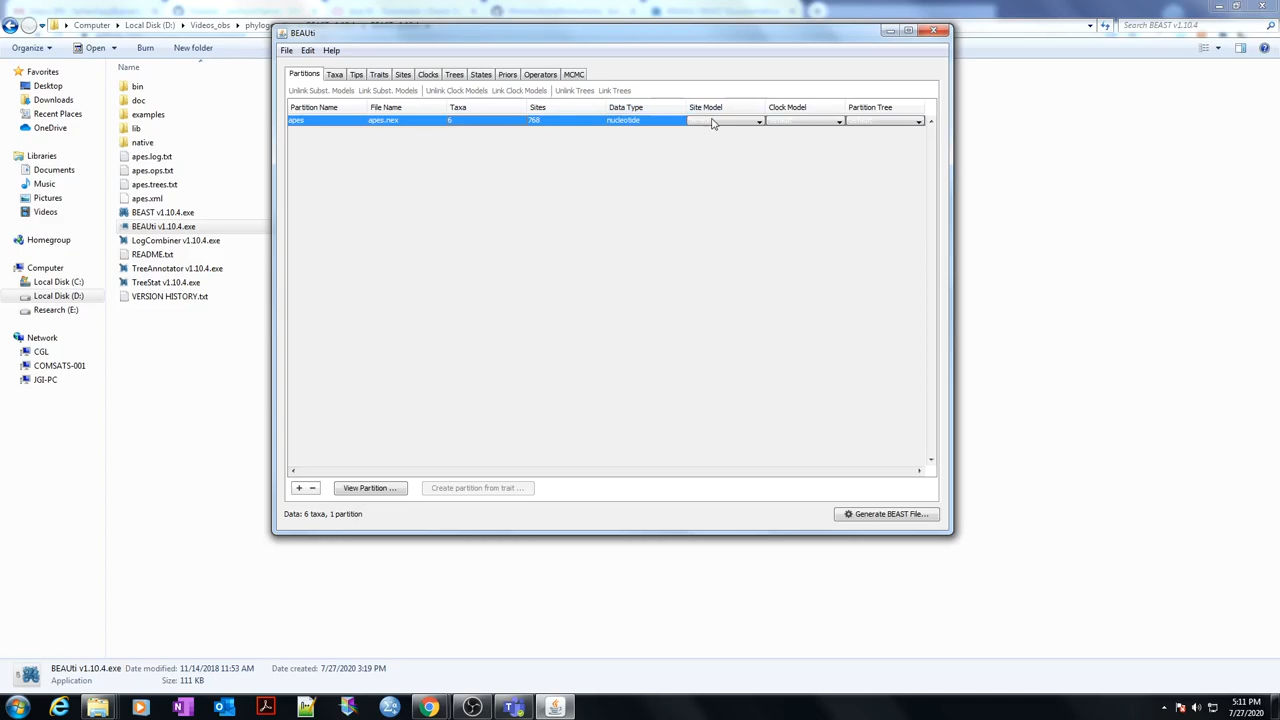 Computer ▸ Local Disk (D:) ▸ Videos_obs ▸
Search BEAST v1.10.4
Organize ▾ Open ▾ Burn New folder
Name
Favorites
Desktop
Downloads
Recent Places
OneDrive
Libraries
Documents
Music
Pictures
Videos
Homegroup
Computer
Local Disk (C:)
Local Disk (D:)
Research (E:)
Network
CGL
COMSATS-001
JGI-PC
bin
doc
examples
lib
native
apes.log.txt
apes.ops.txt
apes.trees.txt
apes.xml
BEAST v1.10.4.exe
BEAUti v1.10.4.exe
LogCombiner v1.10.4.exe
README.txt
TreeAnnotator v1.10.4.exe
TreeStat v1.10.4.exe
VERSION HISTORY.txt
BEAUti
File Edit Help
Partitions Taxa Tips Traits Sites Clocks Trees States Priors Operators MCMC
Unlink Subst. Models Link Subst. Models Unlink Clock Models Link Clock Models Unlink Trees Link Trees
Partition Name File Name Taxa Sites Data Type Site Model Clock Model Partition Tree
apes apes.nex 6 768 nucleotide
+ − View Partition ... Create partition from trait ...
Data: 6 taxa, 1 partition
Generate BEAST File...
BEAUti v1.10.4.exe Date modified: 11/14/2018 11:53 AM Date created: 7/27/2020 3:19 PM
Application Size: 111 KB
5:11 PM
7/27/2020